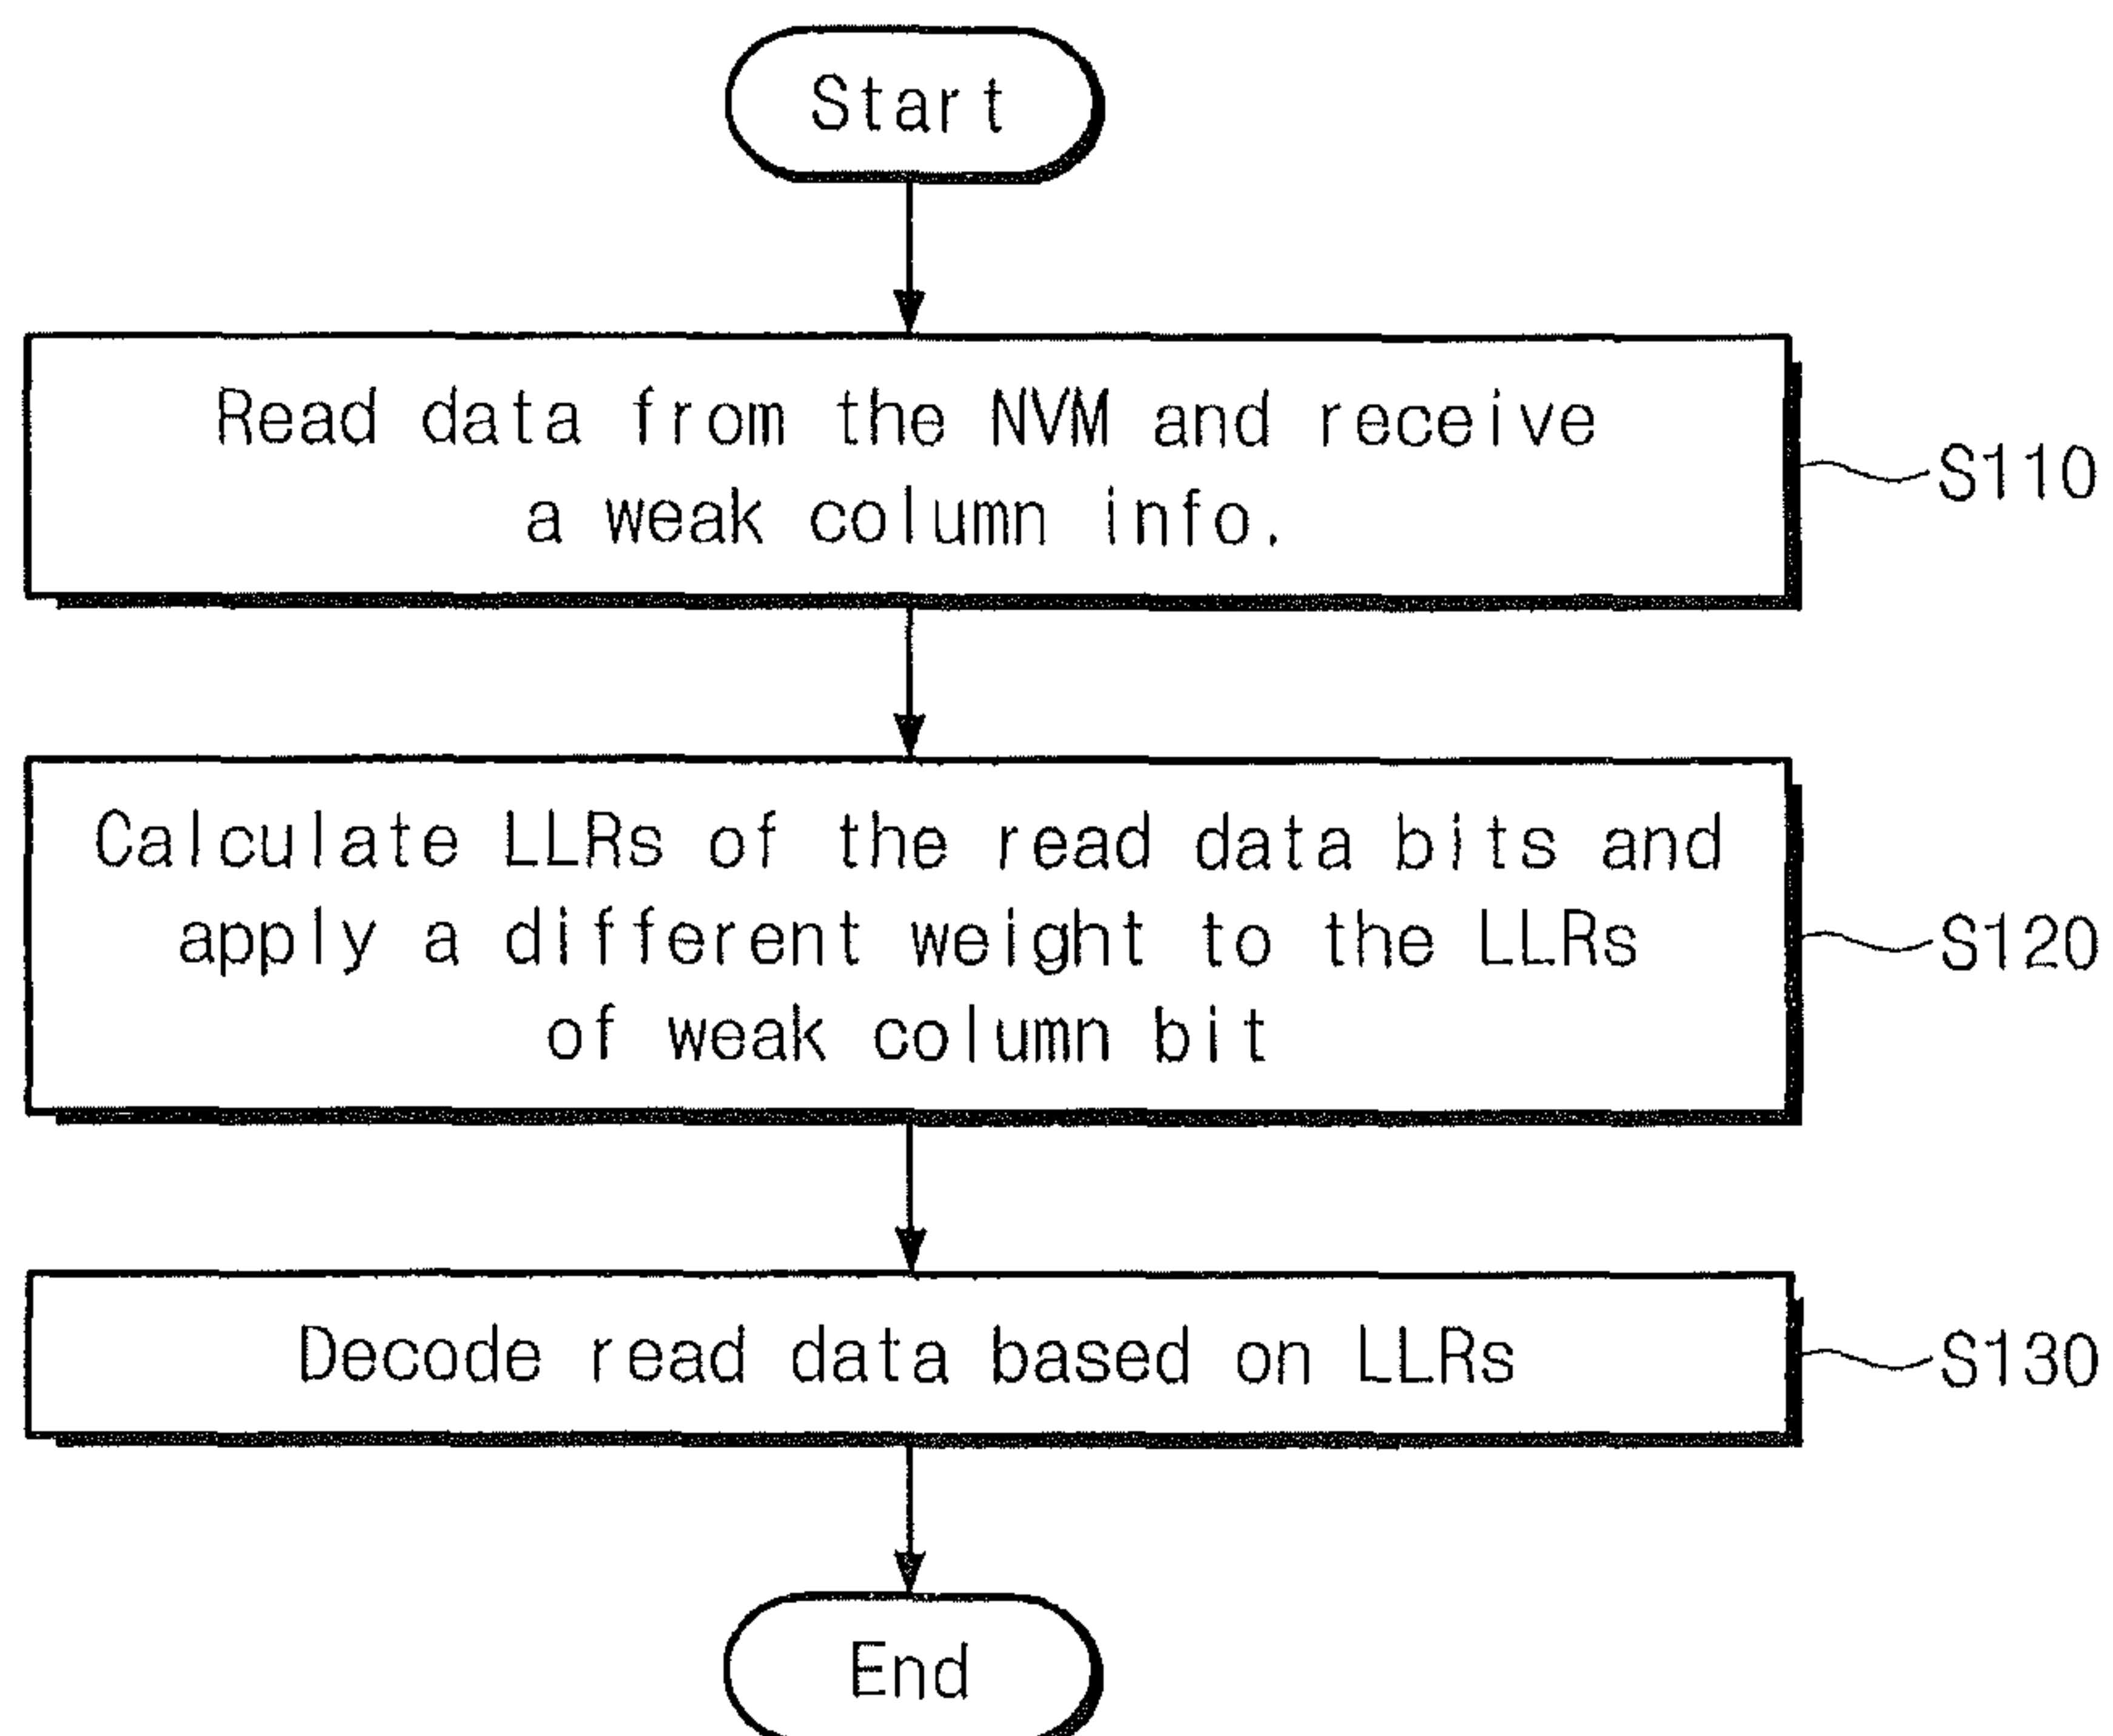 Start
Read data from the NVM and receive
a weak column info.
S110
Calculate LLRs of the read data bits and
apply a different weight to the LLRs
of weak column bit
S120
Decode read data based on LLRs
S130
End